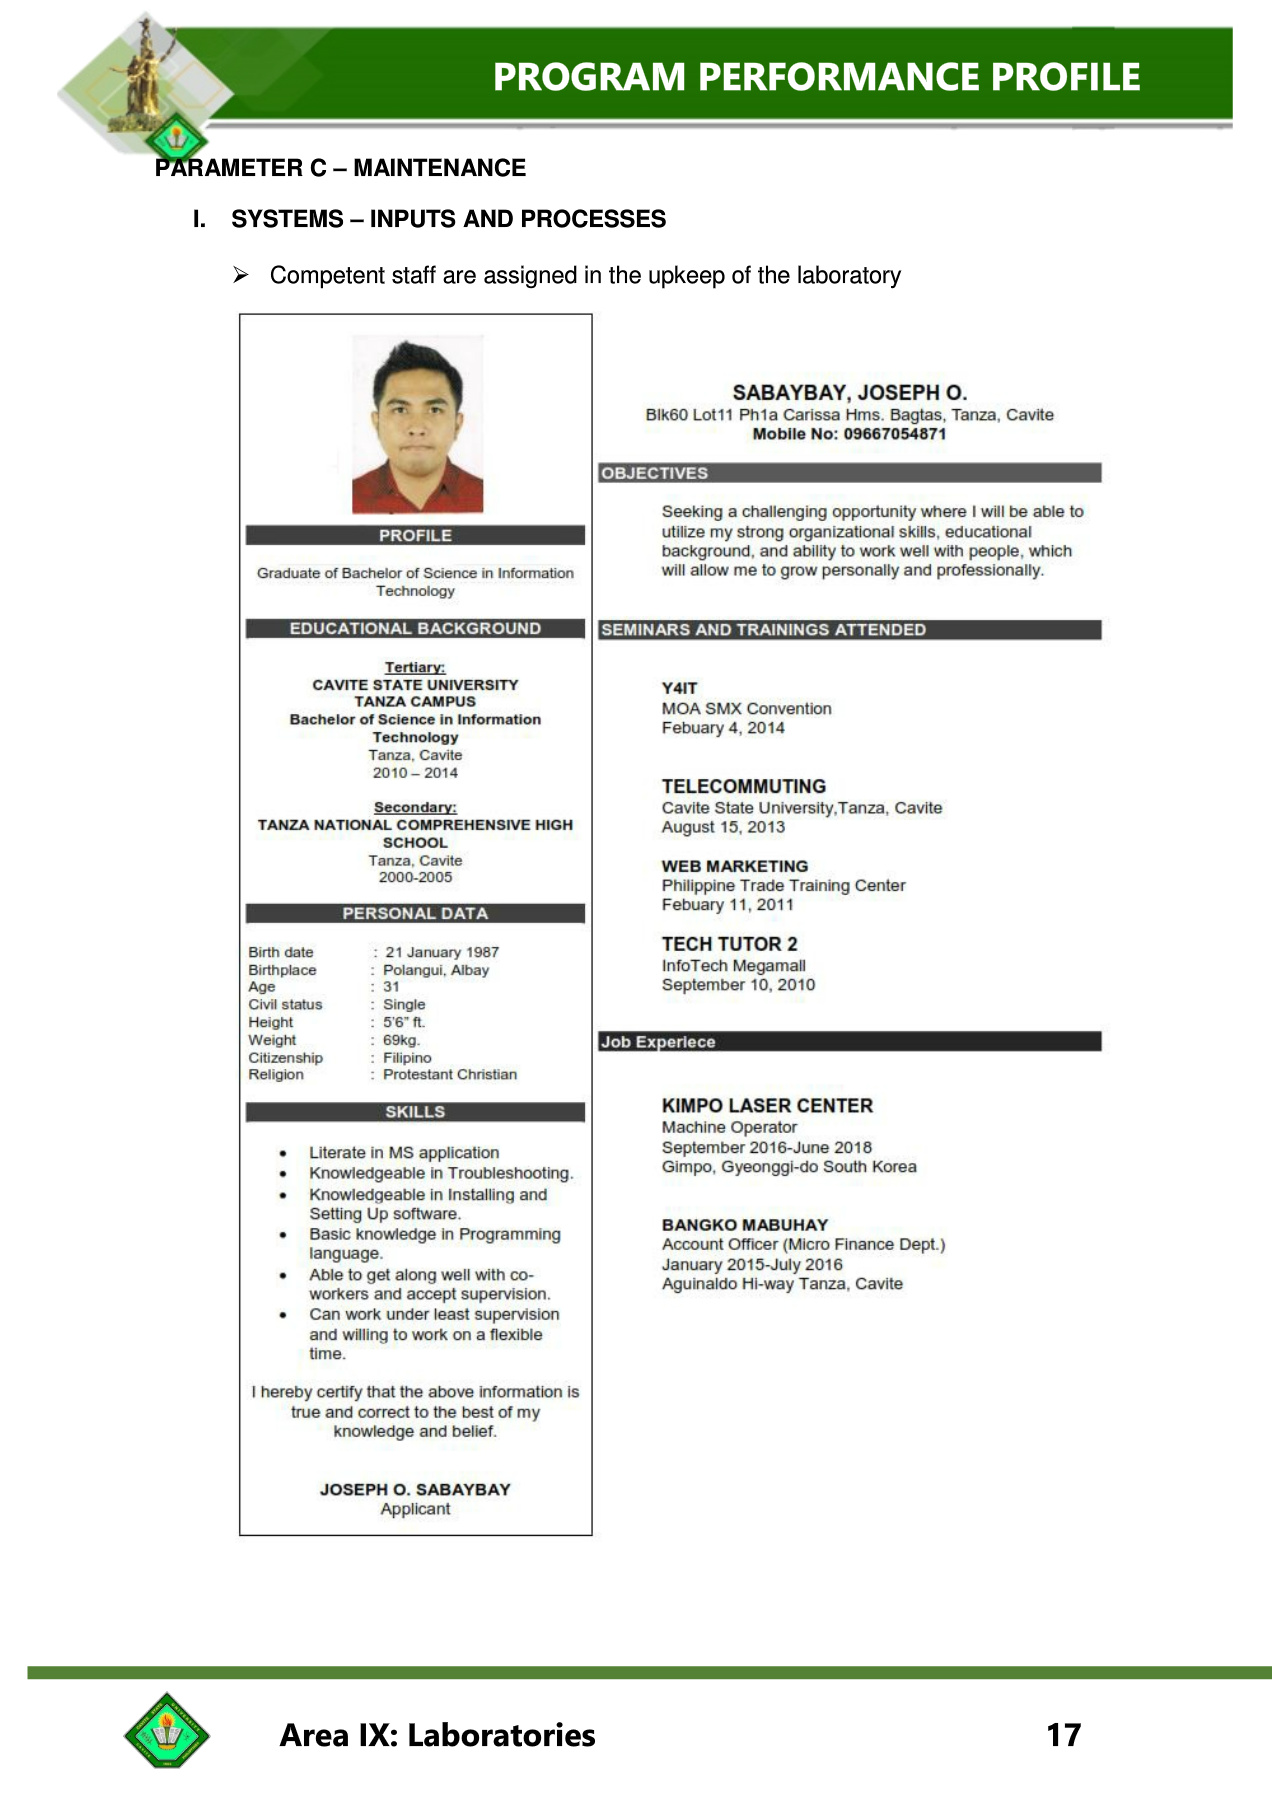 PROGRAM PERFORMANCE PROFILE
PARAMETER C – MAINTENANCE
I. SYSTEMS – INPUTS AND PROCESSES
➢ Competent staff are assigned in the upkeep of the laboratory
PROFILE
Graduate of Bachelor of Science in Information
Technology
EDUCATIONAL BACKGROUND
Tertiary:
CAVITE STATE UNIVERSITY
TANZA CAMPUS
Bachelor of Science in Information
Technology
Tanza, Cavite
2010 – 2014
Secondary:
TANZA NATIONAL COMPREHENSIVE HIGH
SCHOOL
Tanza, Cavite
2000-2005
PERSONAL DATA
Birth date : 21 January 1987
Birthplace : Polangui, Albay
Age : 31
Civil status : Single
Height : 5'6" ft.
Weight : 69kg.
Citizenship : Filipino
Religion : Protestant Christian
SKILLS
• Literate in MS application
• Knowledgeable in Troubleshooting.
• Knowledgeable in Installing and
Setting Up software.
• Basic knowledge in Programming
language.
• Able to get along well with co-
workers and accept supervision.
• Can work under least supervision
and willing to work on a flexible
time.
I hereby certify that the above information is
true and correct to the best of my
knowledge and belief.
JOSEPH O. SABAYBAY
Applicant
SABAYBAY, JOSEPH O.
Blk60 Lot11 Ph1a Carissa Hms. Bagtas, Tanza, Cavite
Mobile No: 09667054871
OBJECTIVES
Seeking a challenging opportunity where I will be able to
utilize my strong organizational skills, educational
background, and ability to work well with people, which
will allow me to grow personally and professionally.
SEMINARS AND TRAININGS ATTENDED
Y4IT
MOA SMX Convention
Febuary 4, 2014
TELECOMMUTING
Cavite State University,Tanza, Cavite
August 15, 2013
WEB MARKETING
Philippine Trade Training Center
Febuary 11, 2011
TECH TUTOR 2
InfoTech Megamall
September 10, 2010
Job Experiece
KIMPO LASER CENTER
Machine Operator
September 2016-June 2018
Gimpo, Gyeonggi-do South Korea
BANGKO MABUHAY
Account Officer (Micro Finance Dept.)
January 2015-July 2016
Aguinaldo Hi-way Tanza, Cavite
Area IX: Laboratories 17